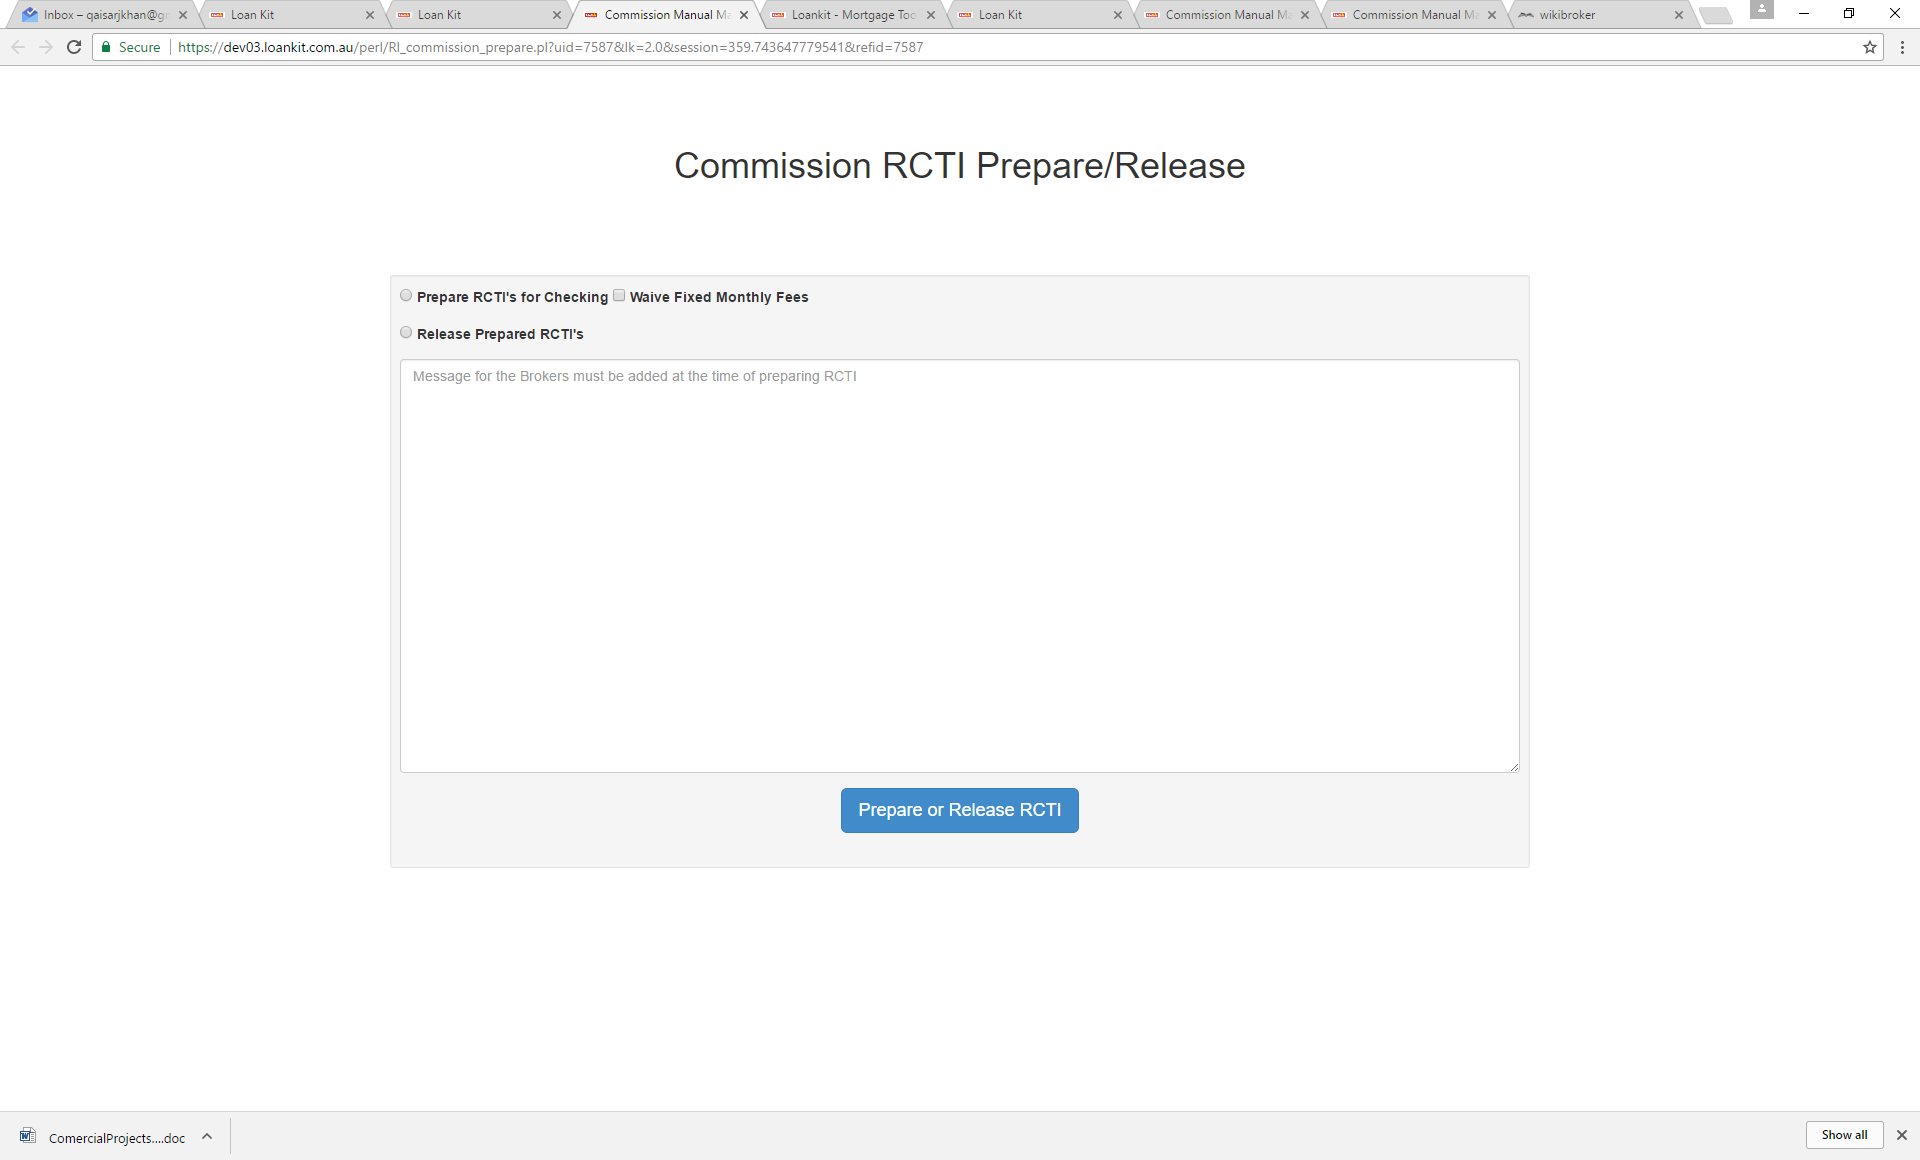 Inbox – qaisarjkhan@g
Loan Kit
Loan Kit
Commission Manual M
Loankit - Mortgage Too
Loan Kit
Commission Manual M
Commission Manual M
wikibroker
Secure
https://dev03.loankit.com.au/perl/RI_commission_prepare.pl?uid=7587&lk=2.0&session=359.743647779541&refid=7587
Commission RCTI Prepare/Release
Prepare RCTI's for Checking Waive Fixed Monthly Fees
Release Prepared RCTI's
Message for the Brokers must be added at the time of preparing RCTI
Prepare or Release RCTI
ComercialProjects....doc
Show all